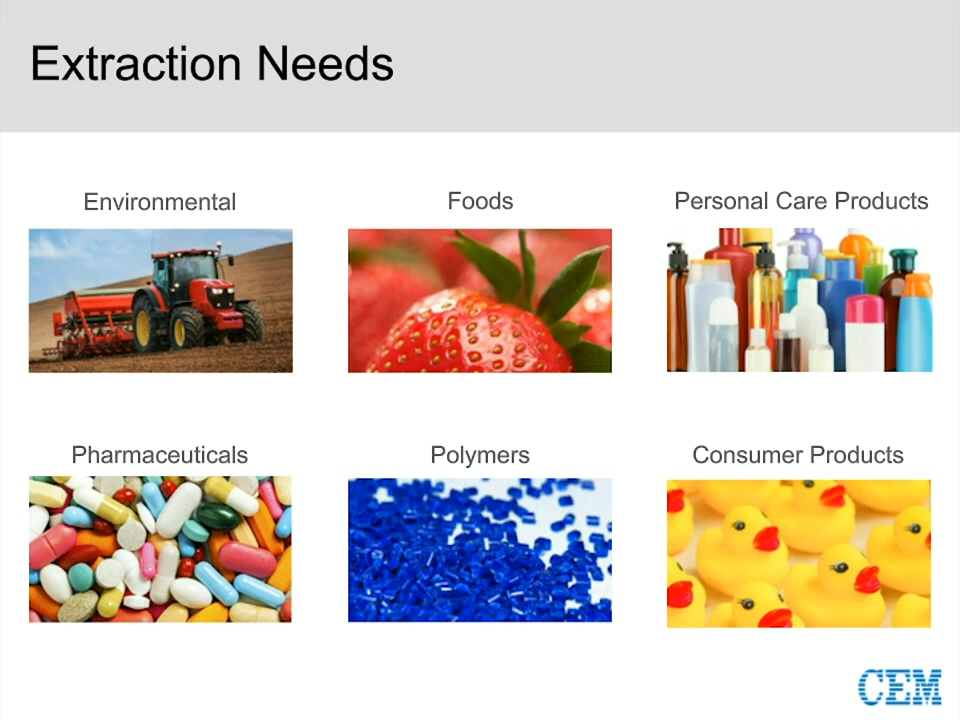 Extraction Needs
Environmental
Foods
Personal Care Products
Pharmaceuticals
Polymers
Consumer Products
CEM